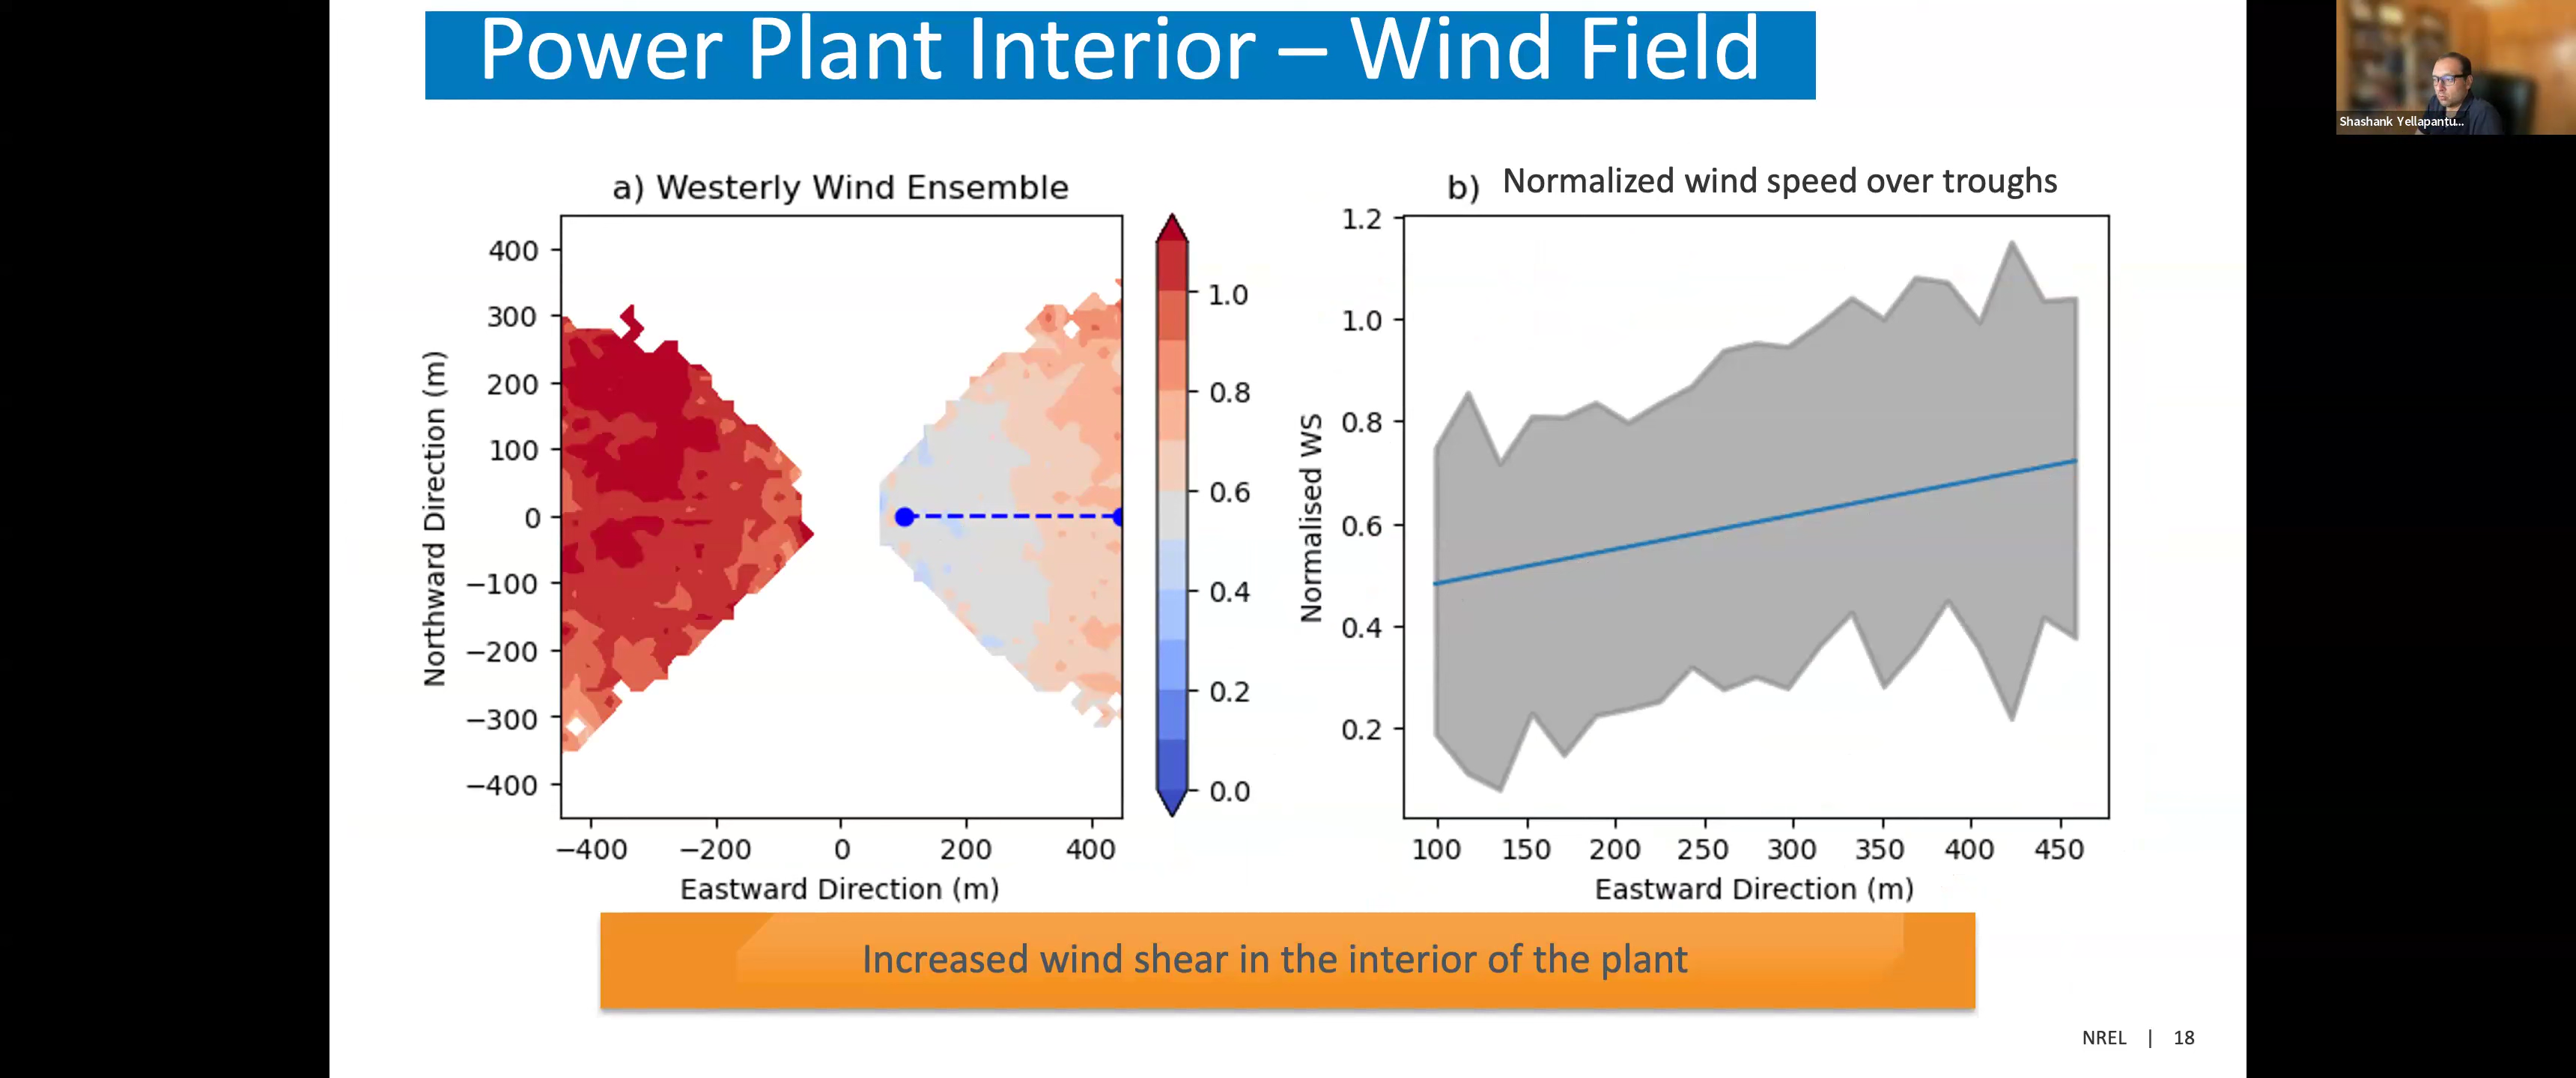 Power Plant Interior – Wind Field
Shashank Yellapantu...
a) Westerly Wind Ensemble
Northward Direction (m)
400
300
200
100
0
−100
−200
−300
−400
−400 −200 0 200 400
Eastward Direction (m)
1.0
0.8
0.6
0.4
0.2
0.0
b) Normalized wind speed over troughs
Normalised WS
1.2
1.0
0.8
0.6
0.4
0.2
100 150 200 250 300 350 400 450
Eastward Direction (m)
Increased wind shear in the interior of the plant
NREL | 18